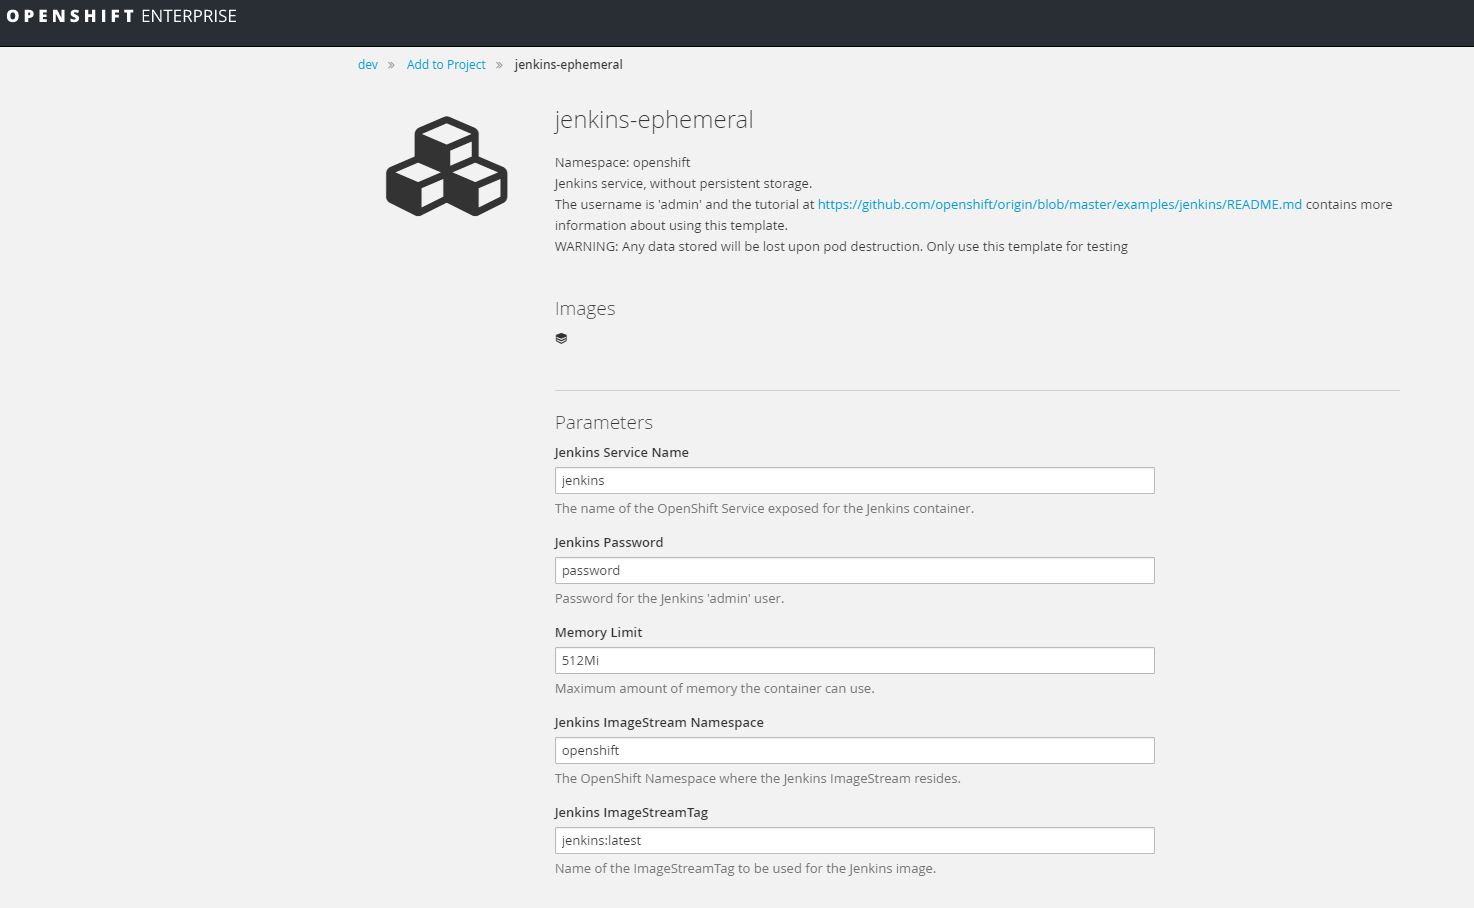 OPENSHIFT ENTERPRISE
dev » Add to Project » jenkins-ephemeral
jenkins-ephemeral
Namespace: openshift
Jenkins service, without persistent storage.
The username is 'admin' and the tutorial at https://github.com/openshift/origin/blob/master/examples/jenkins/README.md contains more
information about using this template.
WARNING: Any data stored will be lost upon pod destruction. Only use this template for testing
Images
Parameters
Jenkins Service Name
jenkins
The name of the OpenShift Service exposed for the Jenkins container.
Jenkins Password
password
Password for the Jenkins 'admin' user.
Memory Limit
512Mi
Maximum amount of memory the container can use.
Jenkins ImageStream Namespace
openshift
The OpenShift Namespace where the Jenkins ImageStream resides.
Jenkins ImageStreamTag
jenkins:latest
Name of the ImageStreamTag to be used for the Jenkins image.